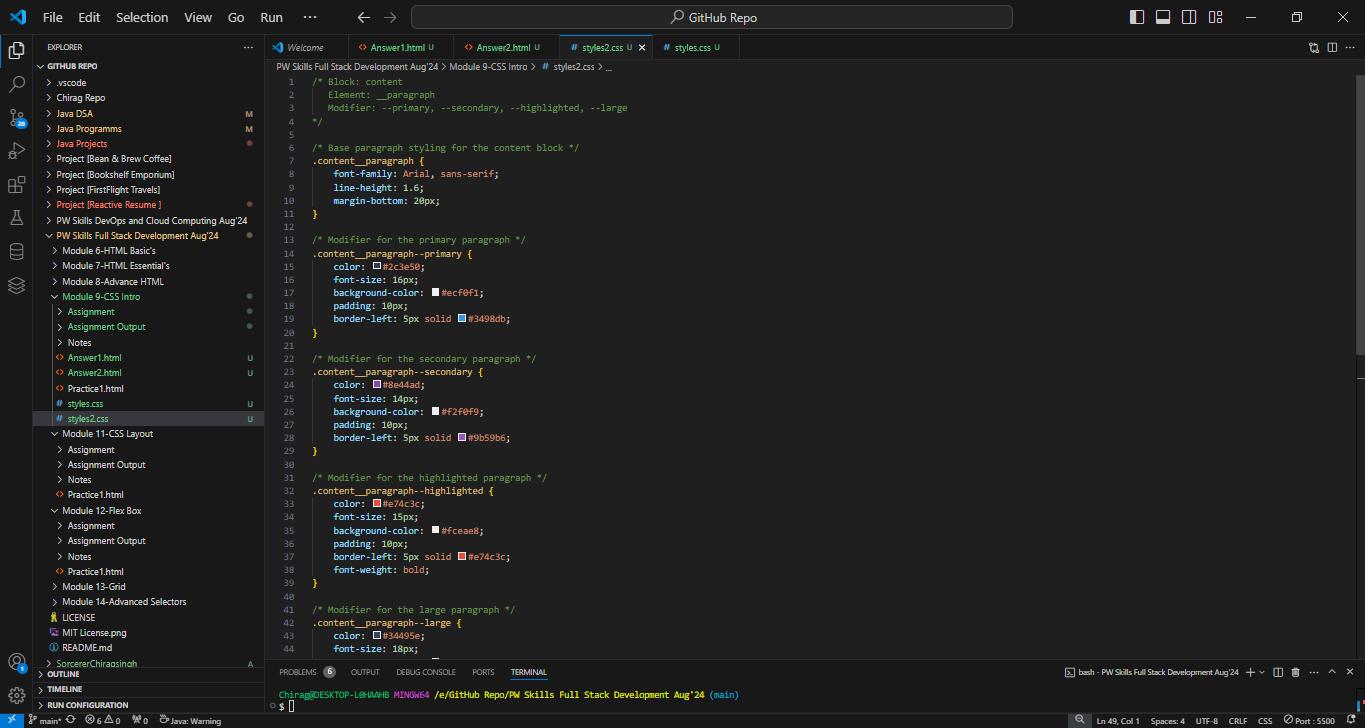 File Edit Selection View Go Run ··· GitHub Repo
EXPLORER ···
GITHUB REPO
.vscode
Chirag Repo
Java DSA M
Java Programms M
Java Projects
Project [Bean & Brew Coffee]
Project [Bookshelf Emporium]
Project [FirstFlight Travels]
Project [Reactive Resume ]
PW Skills DevOps and Cloud Computing Aug'24
PW Skills Full Stack Development Aug'24
Module 6-HTML Basic's
Module 7-HTML Essential's
Module 8-Advance HTML
Module 9-CSS Intro
Assignment
Assignment Output
Notes
Answer1.html U
Answer2.html U
Practice1.html
styles.css U
styles2.css U
Module 11-CSS Layout
Assignment
Assignment Output
Notes
Practice1.html
Module 12-Flex Box
Assignment
Assignment Output
Notes
Practice1.html
Module 13-Grid
Module 14-Advanced Selectors
LICENSE
MIT License.png
README.md
SorcererChiragsingh A
OUTLINE
TIMELINE
RUN CONFIGURATION
20
1
Welcome Answer1.html U Answer2.html U styles2.css U styles.css U
PW Skills Full Stack Development Aug'24 > Module 9-CSS Intro > # styles2.css > ...
1 /* Block: content
2 Element: __paragraph
3 Modifier: --primary, --secondary, --highlighted, --large
4 */
5
6 /* Base paragraph styling for the content block */
7 .content__paragraph {
8 font-family: Arial, sans-serif;
9 line-height: 1.6;
10 margin-bottom: 20px;
11 }
12
13 /* Modifier for the primary paragraph */
14 .content__paragraph--primary {
15 color: #2c3e50;
16 font-size: 16px;
17 background-color: #ecf0f1;
18 padding: 10px;
19 border-left: 5px solid #3498db;
20 }
21
22 /* Modifier for the secondary paragraph */
23 .content__paragraph--secondary {
24 color: #8e44ad;
25 font-size: 14px;
26 background-color: #f2f0f9;
27 padding: 10px;
28 border-left: 5px solid #9b59b6;
29 }
30
31 /* Modifier for the highlighted paragraph */
32 .content__paragraph--highlighted {
33 color: #e74c3c;
34 font-size: 15px;
35 background-color: #fceae8;
36 padding: 10px;
37 border-left: 5px solid #e74c3c;
38 font-weight: bold;
39 }
40
41 /* Modifier for the large paragraph */
42 .content__paragraph--large {
43 color: #34495e;
44 font-size: 18px;
PROBLEMS 6 OUTPUT DEBUG CONSOLE PORTS TERMINAL bash - PW Skills Full Stack Development Aug'24
Chirag@DESKTOP-L0HAAHB MINGW64 /e/GitHub Repo/PW Skills Full Stack Development Aug'24 (main)
$
main* 6 0 0 Java: Warning Ln 49, Col 1 Spaces: 4 UTF-8 CRLF CSS Port : 5500